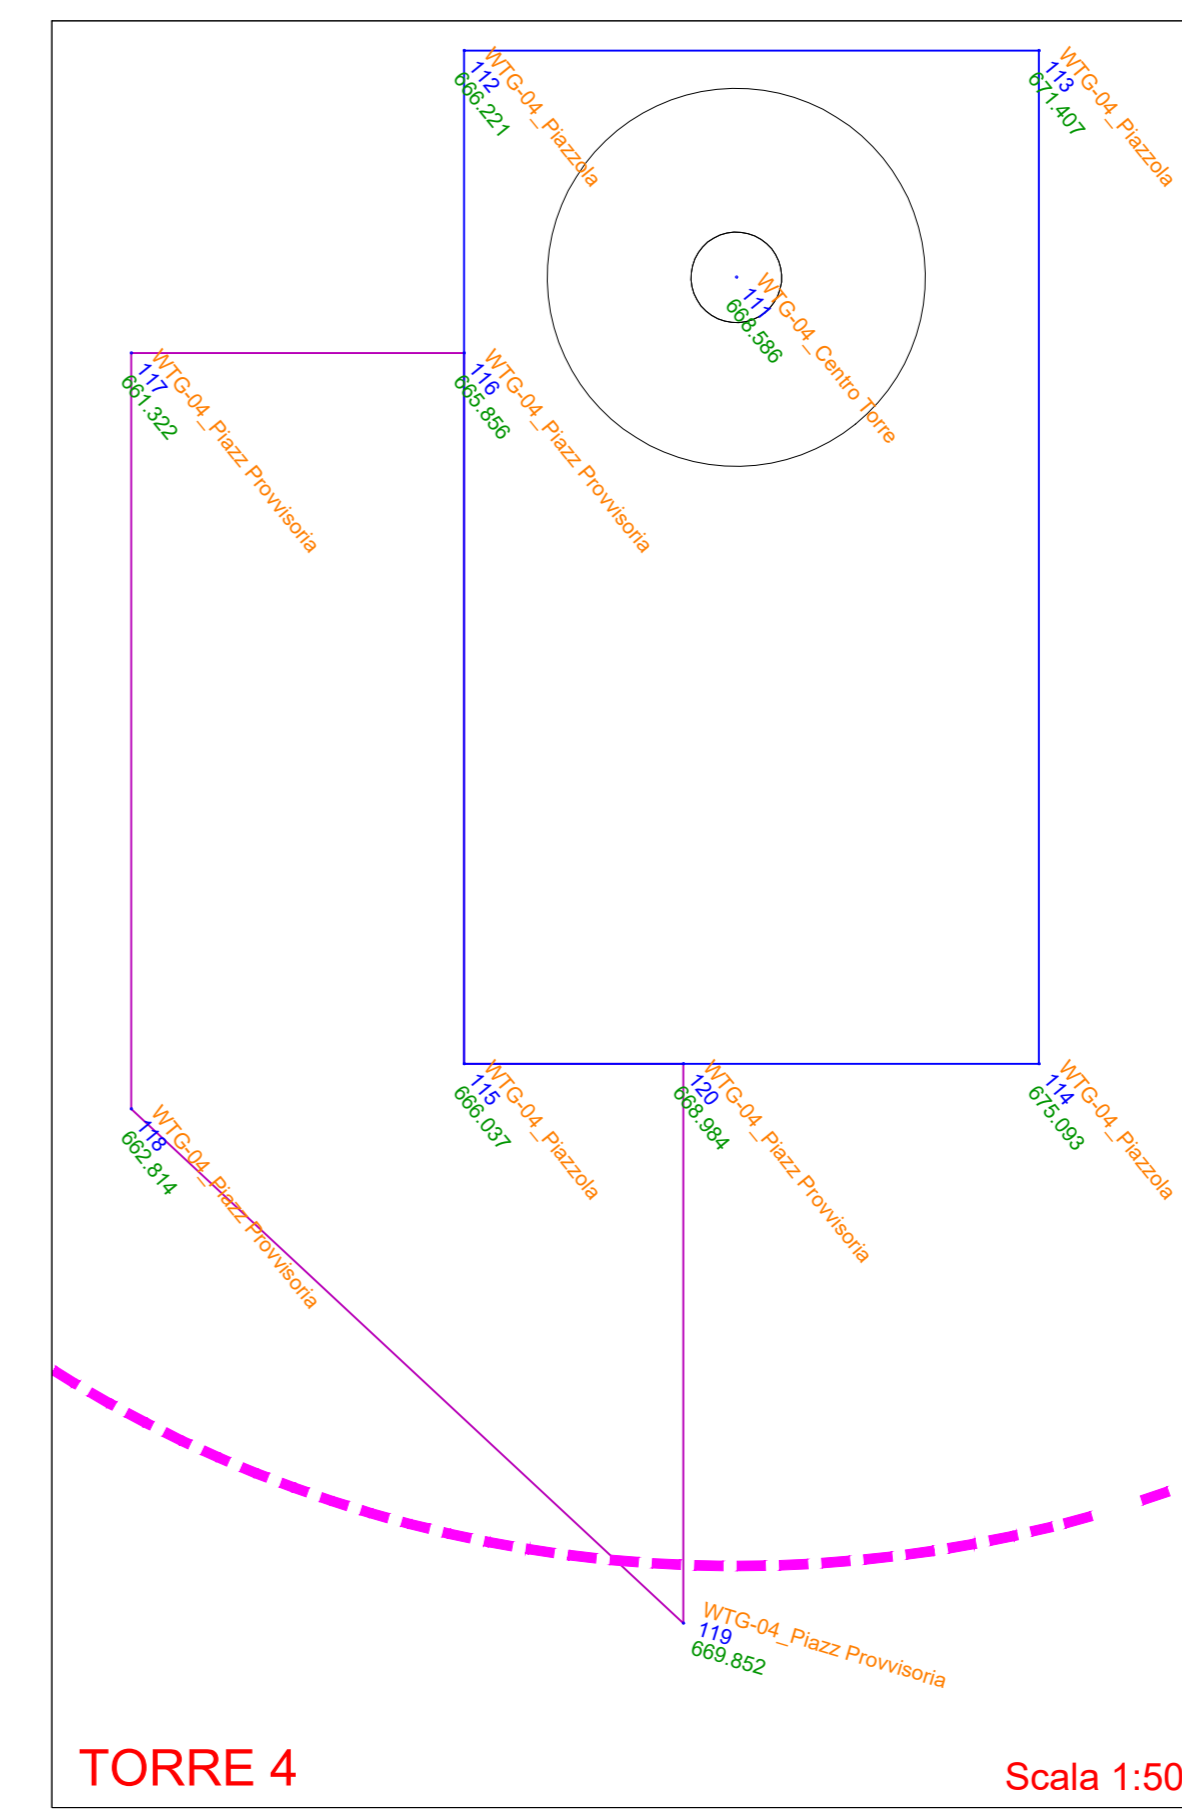 WTG-04_Piazzola
112
666.221
WTG-04_Piazzola
113
671.407
WTG-04_Centro Torre
111
668.586
WTG-04_Piazz Provvisoria
117
661.322
WTG-04_Piazz Provvisoria
116
665.856
WTG-04_Piazzola
115
666.037
WTG-04_Piazz Provvisoria
120
668.984
WTG-04_Piazzola
114
675.093
WTG-04_Piazz Provvisoria
118
662.814
WTG-04_Piazz Provvisoria
119
669.852
TORRE 4
Scala 1:50